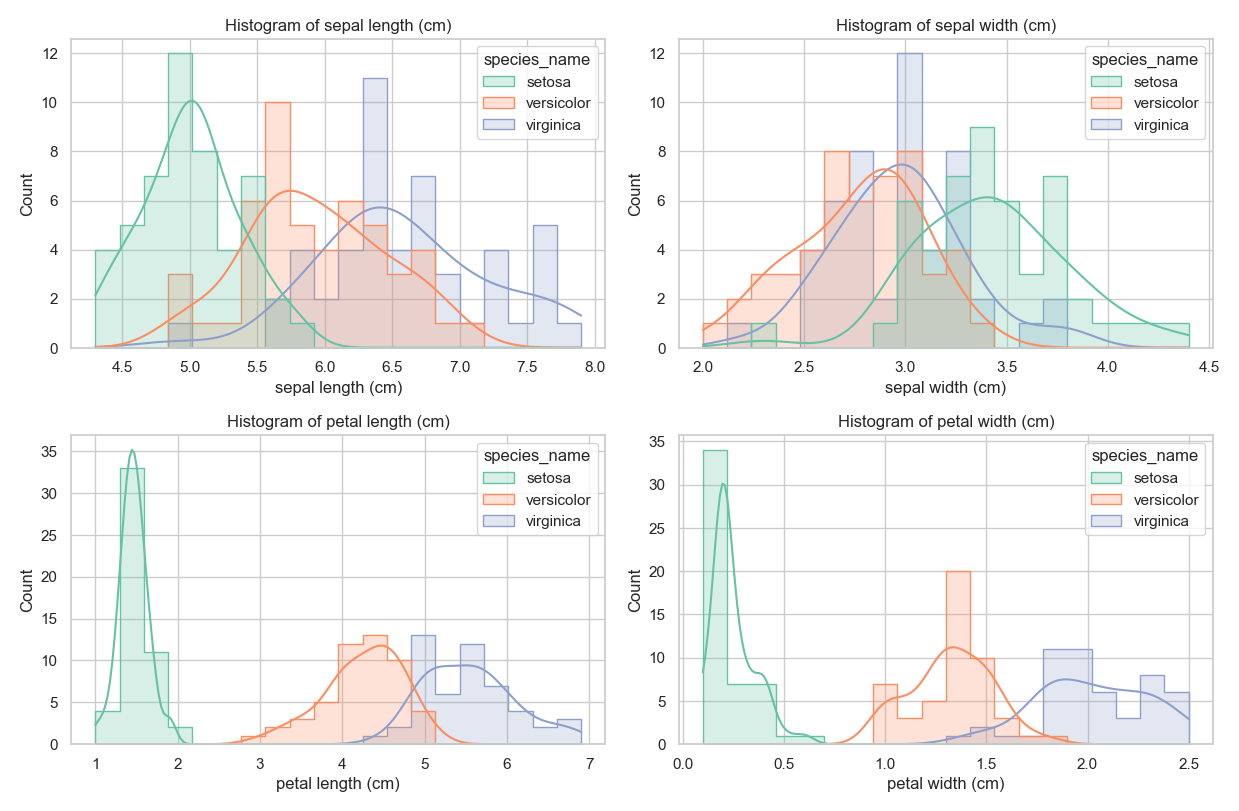 Histogram of sepal length (cm)
species_name
setosa
versicolor
virginica
Count
0
2
4
6
8
10
12
4.5 5.0 5.5 6.0 6.5 7.0 7.5 8.0
sepal length (cm)
Histogram of sepal width (cm)
species_name
setosa
versicolor
virginica
Count
0
2
4
6
8
10
12
2.0 2.5 3.0 3.5 4.0 4.5
sepal width (cm)
Histogram of petal length (cm)
species_name
setosa
versicolor
virginica
Count
0
5
10
15
20
25
30
35
1 2 3 4 5 6 7
petal length (cm)
Histogram of petal width (cm)
species_name
setosa
versicolor
virginica
Count
0
5
10
15
20
25
30
35
0.0 0.5 1.0 1.5 2.0 2.5
petal width (cm)